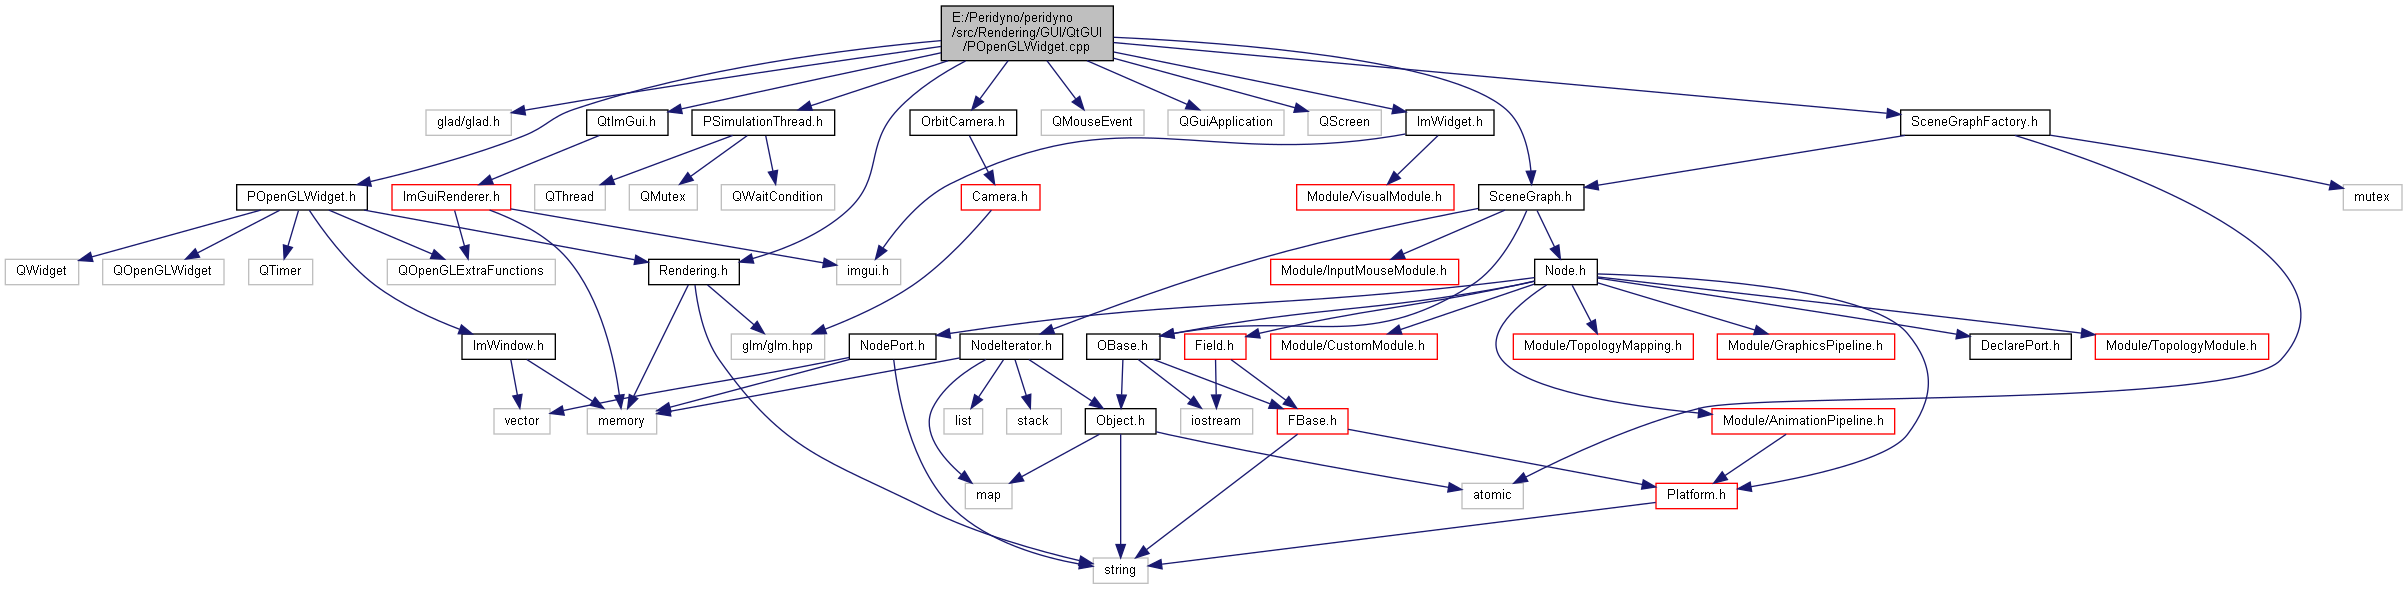 E:/Peridyno/peridyno
/src/Rendering/GUI/QtGUI
/POpenGLWidget.cpp
glad/glad.h
QtImGui.h
PSimulationThread.h
OrbitCamera.h
QMouseEvent
QGuiApplication
QScreen
ImWidget.h
SceneGraphFactory.h
POpenGLWidget.h
ImGuiRenderer.h
QThread
QMutex
QWaitCondition
Camera.h
Module/VisualModule.h
SceneGraph.h
mutex
QWidget
QOpenGLWidget
QTimer
QOpenGLExtraFunctions
Rendering.h
imgui.h
Module/InputMouseModule.h
Node.h
ImWindow.h
glm/glm.hpp
NodePort.h
NodeIterator.h
OBase.h
Field.h
Module/CustomModule.h
Module/TopologyMapping.h
Module/GraphicsPipeline.h
DeclarePort.h
Module/TopologyModule.h
vector
memory
list
stack
Object.h
iostream
FBase.h
Module/AnimationPipeline.h
map
atomic
Platform.h
string